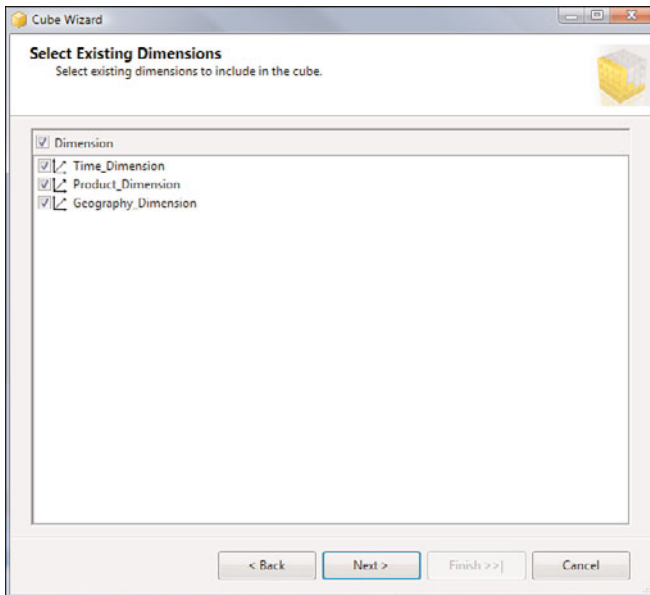 Cube Wizard
Select Existing Dimensions
Select existing dimensions to include in the cube.
Dimension
Time_Dimension
Product_Dimension
Geography_Dimension
< Back Next > Finish >>| Cancel